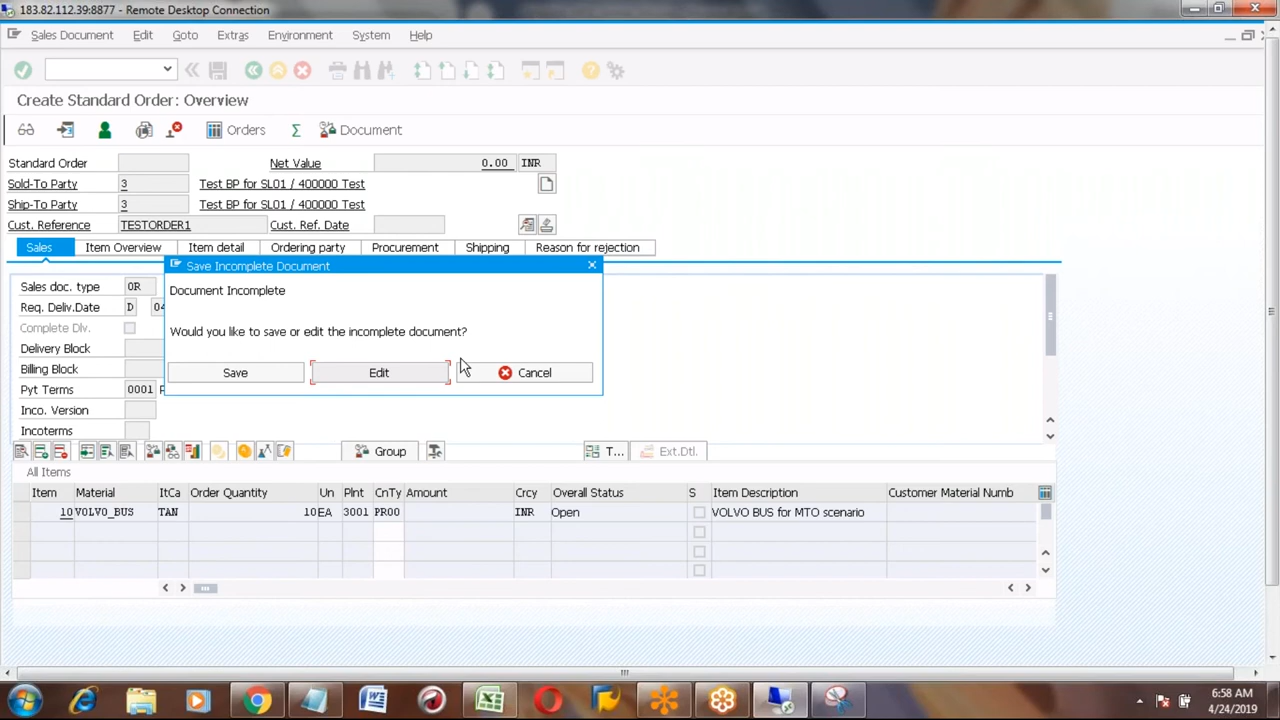 183.82.112.39:8877 - Remote Desktop Connection
Sales Document Edit Goto Extras Environment System Help
Create Standard Order: Overview
Orders Σ Document
Standard Order Net Value 0.00 INR
Sold-To Party 3 Test BP for SL01 / 400000 Test
Ship-To Party 3 Test BP for SL01 / 400000 Test
Cust. Reference TESTORDER1 Cust. Ref. Date
Sales Item Overview Item detail Ordering party Procurement Shipping Reason for rejection
Save Incomplete Document
Document Incomplete
Would you like to save or edit the incomplete document?
Save Edit Cancel
Sales doc. type OR
Req. Deliv.Date D 04
Complete Dlv.
Delivery Block
Billing Block
Pyt Terms 0001 P
Inco. Version
Incoterms
Group T... Ext.Dtl.
All Items
Item Material ItCa Order Quantity Un Plnt CnTy Amount Crcy Overall Status S Item Description Customer Material Numb
10 VOLVO_BUS TAN 10 EA 3001 PR00 INR Open VOLVO BUS for MTO scenario
6:58 AM
4/24/2019